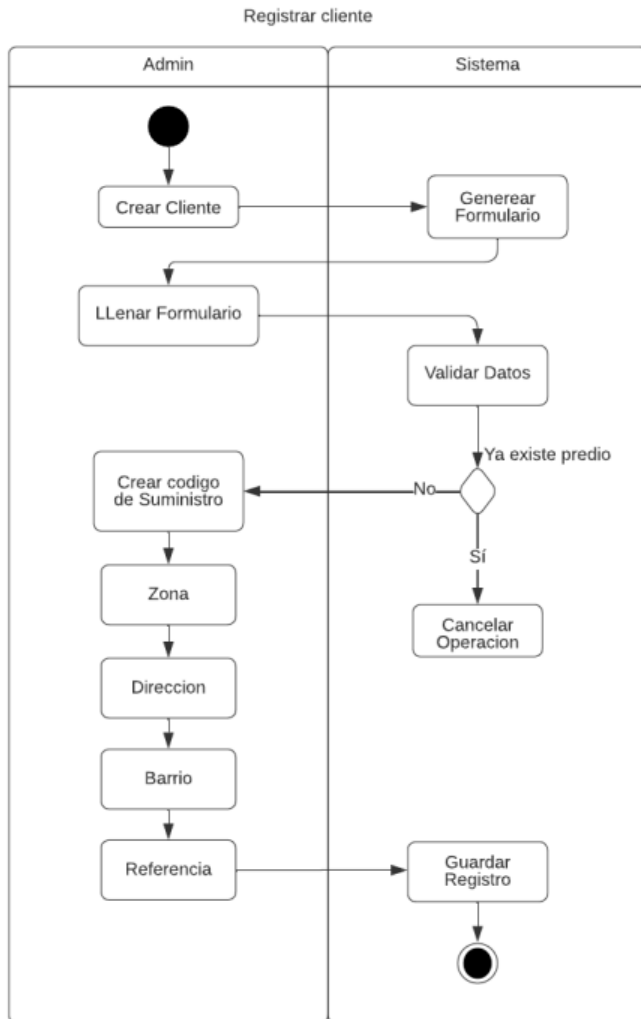 Registrar cliente
Admin
Sistema
Crear Cliente
Generear
Formulario
LLenar Formulario
Validar Datos
Ya existe predio
No
Sí
Crear codigo
de Suministro
Cancelar
Operacion
Zona
Direccion
Barrio
Referencia
Guardar
Registro